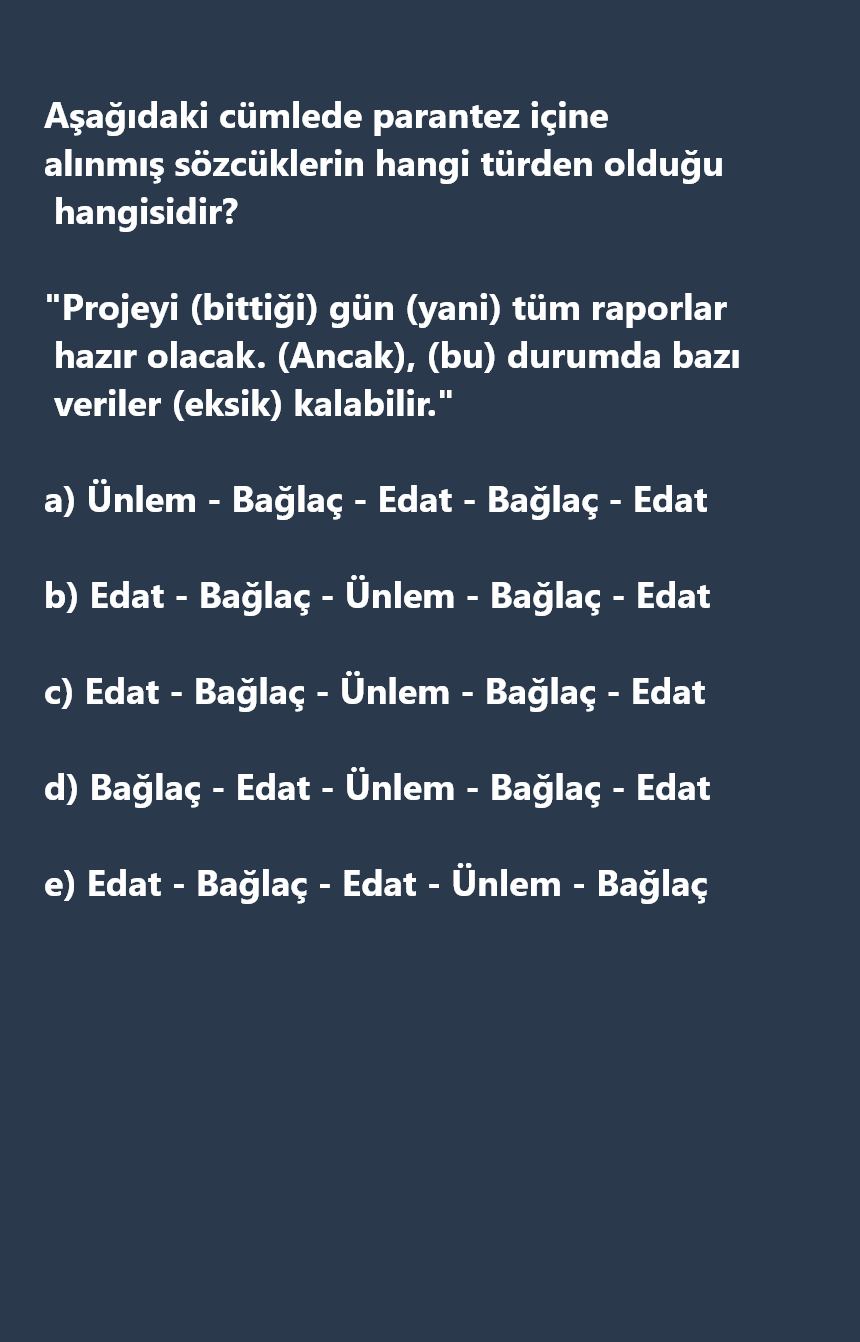 Aşağıdaki cümlede parantez içine
alınmış sözcüklerin hangi türden olduğu
hangisidir?
"Projeyi (bittiği) gün (yani) tüm raporlar
hazır olacak. (Ancak), (bu) durumda bazı
veriler (eksik) kalabilir."
a) Ünlem - Bağlaç - Edat - Bağlaç - Edat
b) Edat - Bağlaç - Ünlem - Bağlaç - Edat
c) Edat - Bağlaç - Ünlem - Bağlaç - Edat
d) Bağlaç - Edat - Ünlem - Bağlaç - Edat
e) Edat - Bağlaç - Edat - Ünlem - Bağlaç